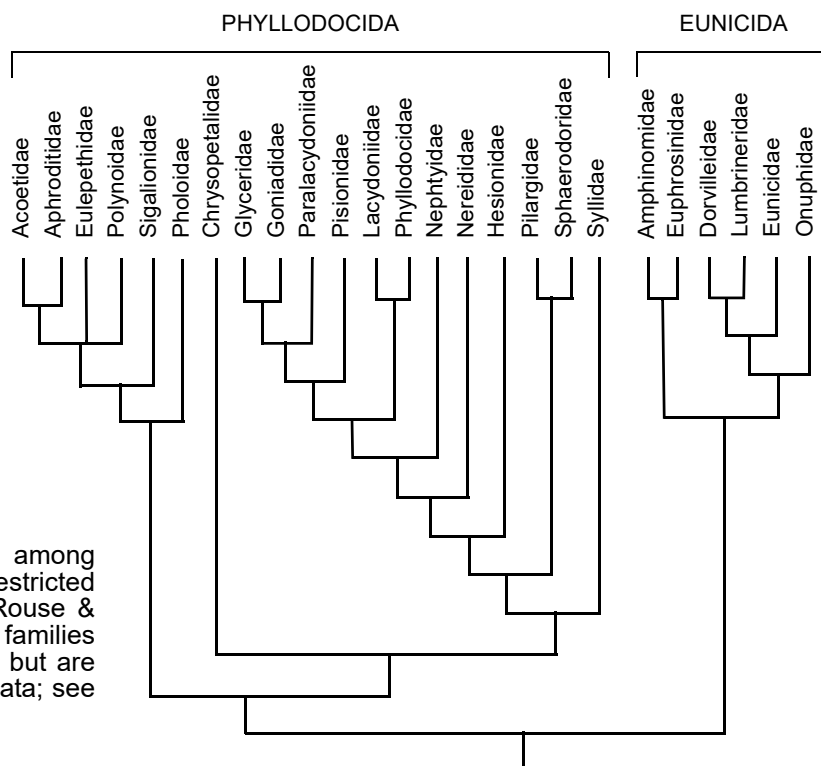 PHYLLODOCIDA
EUNICIDA
Acoetidae
Aphroditidae
Eulepethidae
Polynoidae
Sigalionidae
Pholoidae
Chrysopetalidae
Glyceridae
Goniadidae
Paralacydoniidae
Pisionidae
Lacydoniidae
Phyllodocidae
Nephtyidae
Nereididae
Hesionidae
Pilargidae
Sphaerodoridae
Syllidae
Amphinomidae
Euphrosinidae
Dorvilleidae
Lumbrineridae
Eunicidae
Onuphidae
among
estricted
Rouse &
families
but are
ata; see